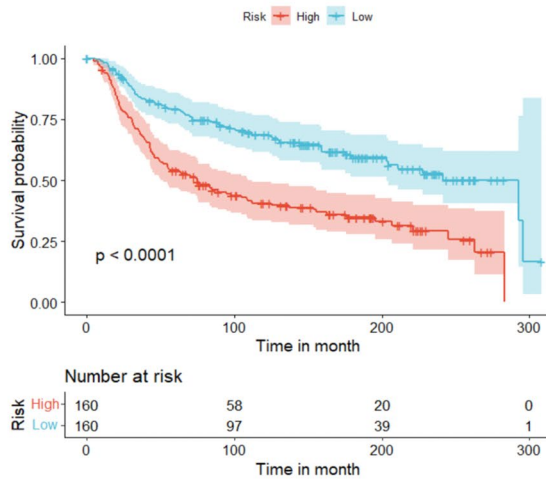 Risk High Low
1.00
0.75
0.50
0.25
0.00
Survival probability
p < 0.0001
0 100 200 300
Time in month
Number at risk
Risk
High 160 58 20 0
Low 160 97 39 1
0 100 200 300
Time in month